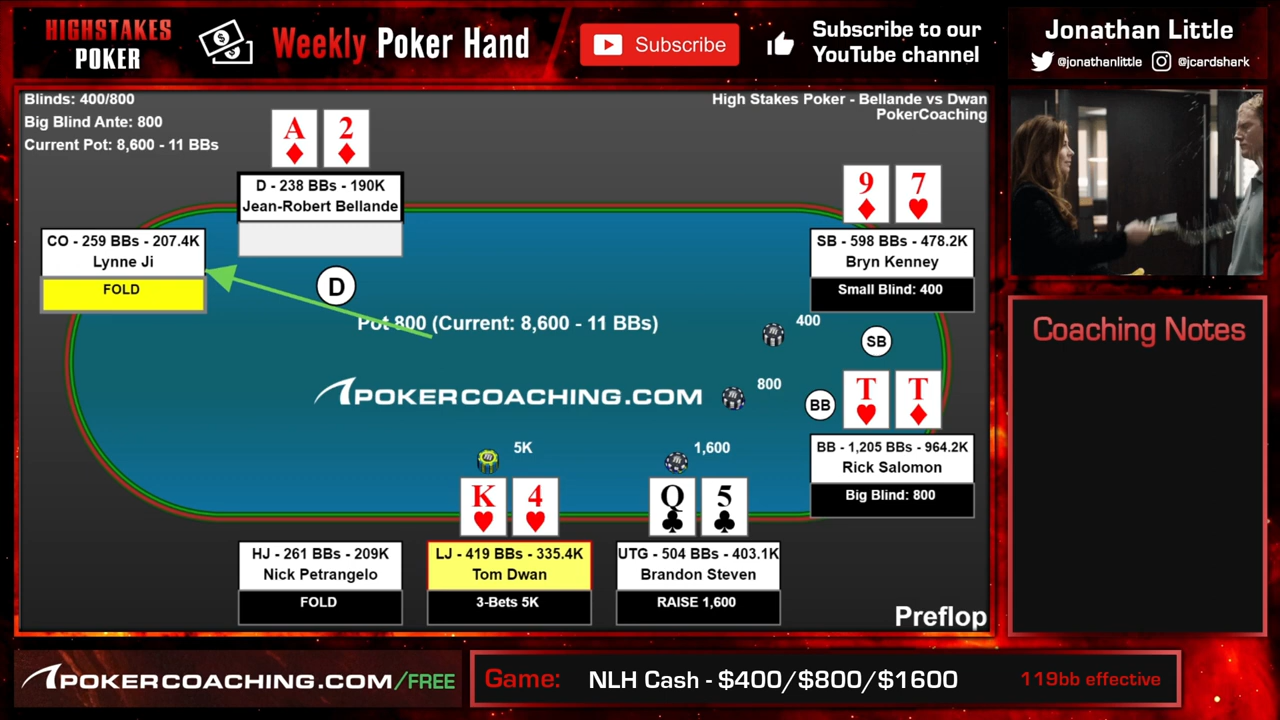 HIGHSTAKES
POKER
Weekly Poker Hand
Subscribe
Subscribe to our
YouTube channel
Jonathan Little
@jonathanlittle @jcardshark
Blinds: 400/800
Big Blind Ante: 800
Current Pot: 8,600 - 11 BBs
High Stakes Poker - Bellande vs Dwan
PokerCoaching
A 2
D - 238 BBs - 190K
Jean-Robert Bellande
9 7
SB - 598 BBs - 478.2K
Bryn Kenney
Small Blind: 400
CO - 259 BBs - 207.4K
Lynne Ji
FOLD
D
Pot 800 (Current: 8,600 - 11 BBs)
400
SB
800
BB
T T
POKERCOACHING.COM
BB - 1,205 BBs - 964.2K
Rick Salomon
Big Blind: 800
5K
1,600
K 4
Q 5
HJ - 261 BBs - 209K
Nick Petrangelo
FOLD
LJ - 419 BBs - 335.4K
Tom Dwan
3-Bets 5K
UTG - 504 BBs - 403.1K
Brandon Steven
RAISE 1,600
Preflop
Coaching Notes
POKERCOACHING.COM/FREE
Game: NLH Cash - $400/$800/$1600 119bb effective